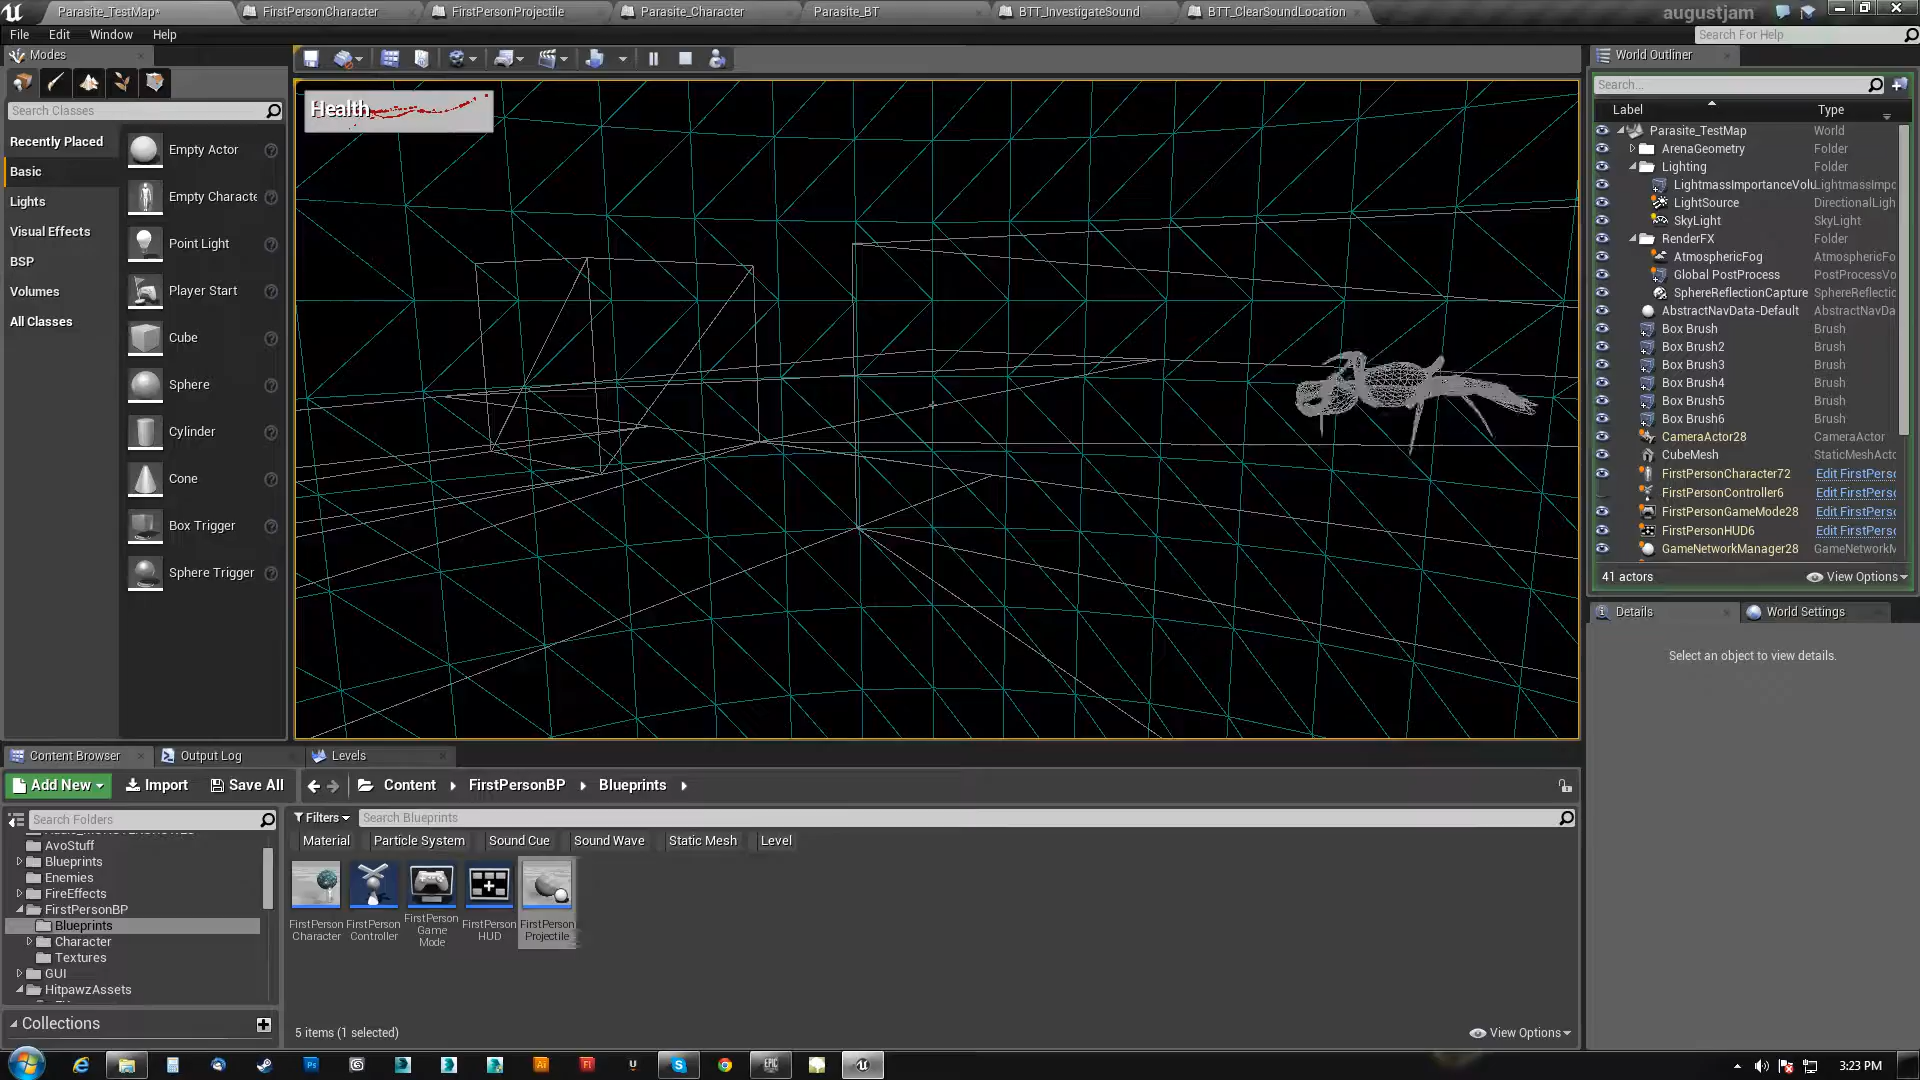 Parasite_TestMap*
FirstPersonCharacter
FirstPersonProjectile
Parasite_Character
Parasite_BT
BTT_InvestigateSound
BTT_ClearSoundLocation
augustjam
File Edit Window Help
Search For Help
Modes
World Outliner
Search Classes
Search...
Label Type
Recently Placed
Basic
Lights
Visual Effects
BSP
Volumes
All Classes
Empty Actor
Empty Characte
Point Light
Player Start
Cube
Sphere
Cylinder
Cone
Box Trigger
Sphere Trigger
Health
Parasite_TestMap World
ArenaGeometry Folder
Lighting Folder
LightmassImportanceVolu LightmassImpo
LightSource DirectionalLigh
SkyLight SkyLight
RenderFX Folder
AtmosphericFog AtmosphericFo
Global PostProcess PostProcessVo
SphereReflectionCapture SphereReflectic
AbstractNavData-Default AbstractNavDa
Box Brush Brush
Box Brush2 Brush
Box Brush3 Brush
Box Brush4 Brush
Box Brush5 Brush
Box Brush6 Brush
CameraActor28 CameraActor
CubeMesh StaticMeshActo
FirstPersonCharacter72 Edit FirstPerso
FirstPersonController6 Edit FirstPerso
FirstPersonGameMode28 Edit FirstPerso
FirstPersonHUD6 Edit FirstPerso
GameNetworkManager28 GameNetworkM
41 actors View Options
Details World Settings
Select an object to view details.
Content Browser Output Log Levels
Add New Import Save All Content FirstPersonBP Blueprints
Search Folders
Filters Search Blueprints
Material Particle System Sound Cue Sound Wave Static Mesh Level
AvoStuff
Blueprints
Enemies
FireEffects
FirstPersonBP
Blueprints
Character
Textures
GUI
HitpawzAssets
FirstPerson Character
FirstPerson Controller
FirstPerson Game Mode
FirstPerson HUD
FirstPerson Projectile
Collections
5 items (1 selected) View Options
3:23 PM